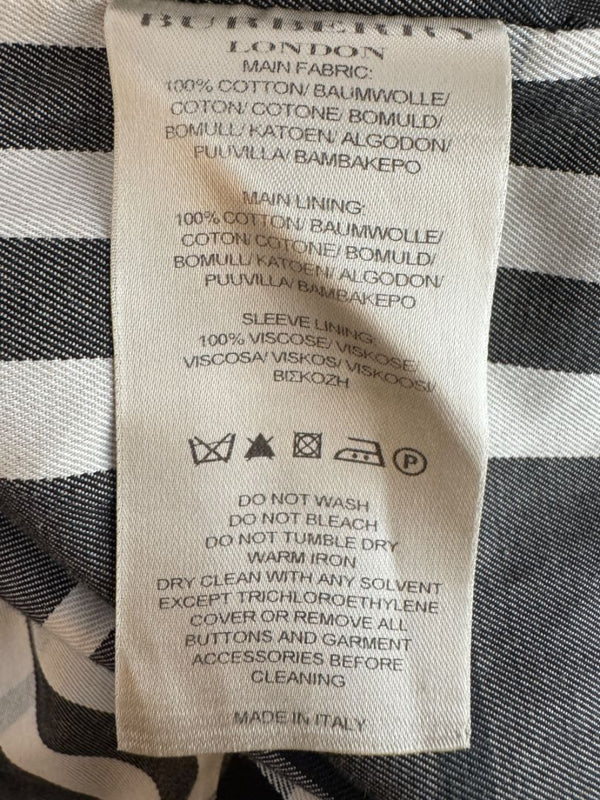 BURBERRY
LONDON
MAIN FABRIC:
100% COTTON/ BAUMWOLLE/
COTON/ COTONE/ BOMULD/
BOMULL/ KATOEN/ ALGODON/
PUUVILLA/ BAMBAKEPO
MAIN LINING:
100% COTTON/ BAUMWOLLE/
COTON/ COTONE/ BOMULD/
BOMULL/ KATOEN/ ALGODON/
PUUVILLA/ BAMBAKEPO
SLEEVE LINING:
100% VISCOSE/ VISKOSE/
VISCOSA/ VISKOS/ VISKOOSI/
ΒΙΣΚΟΖΗ
P
DO NOT WASH
DO NOT BLEACH
DO NOT TUMBLE DRY
WARM IRON
DRY CLEAN WITH ANY SOLVENT
EXCEPT TRICHLOROETHYLENE
COVER OR REMOVE ALL
BUTTONS AND GARMENT
ACCESSORIES BEFORE
CLEANING
MADE IN ITALY